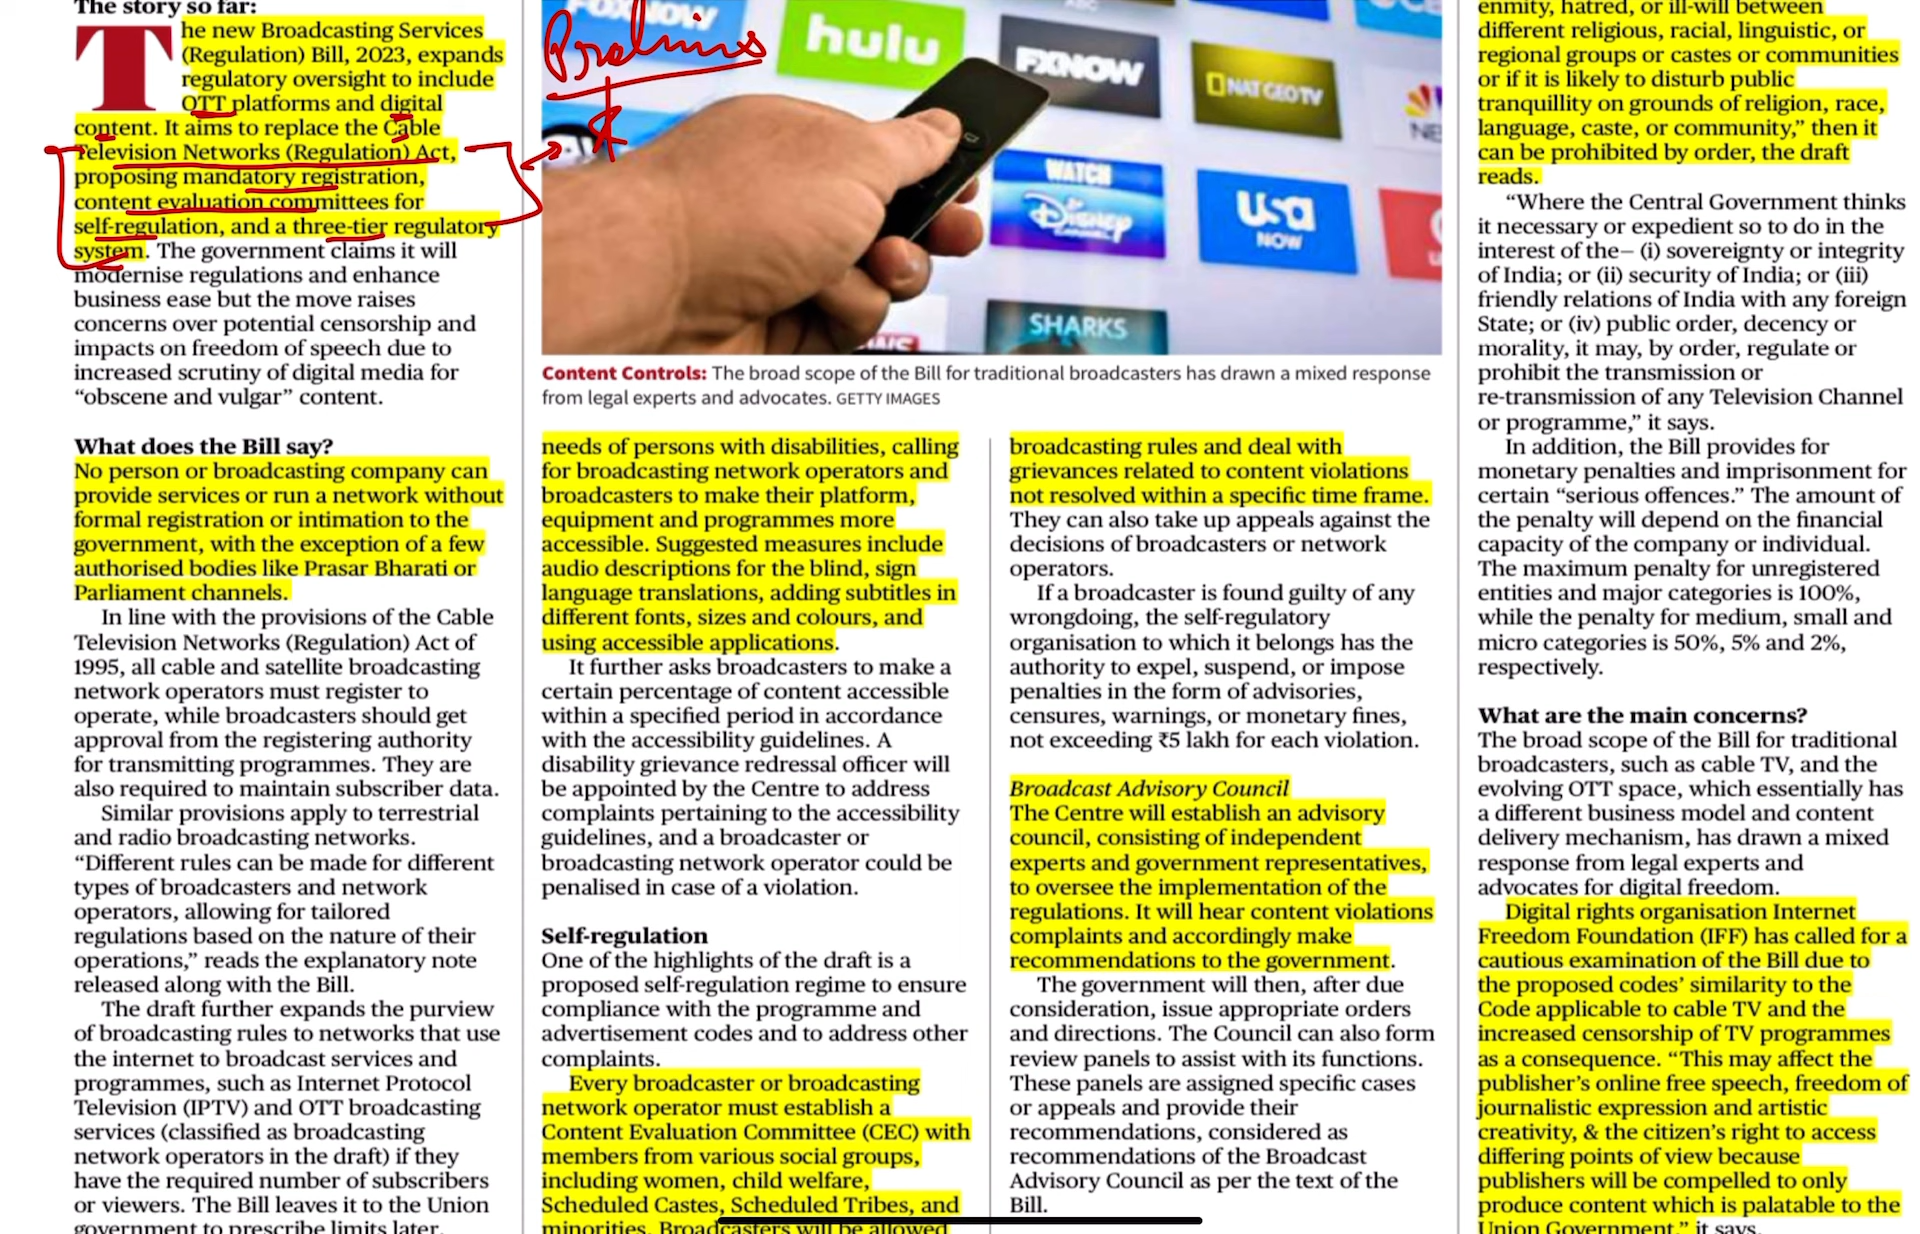 The story so far:
The new Broadcasting Services
(Regulation) Bill, 2023, expands
regulatory oversight to include
OTT platforms and digital
content. It aims to replace the Cable
Television Networks (Regulation) Act,
proposing mandatory registration,
content evaluation committees for
self-regulation, and a three-tier regulatory
system. The government claims it will
modernise regulations and enhance
business ease but the move raises
concerns over potential censorship and
impacts on freedom of speech due to
increased scrutiny of digital media for
“obscene and vulgar” content.
What does the Bill say?
No person or broadcasting company can
provide services or run a network without
formal registration or intimation to the
government, with the exception of a few
authorised bodies like Prasar Bharati or
Parliament channels.
In line with the provisions of the Cable
Television Networks (Regulation) Act of
1995, all cable and satellite broadcasting
network operators must register to
operate, while broadcasters should get
approval from the registering authority
for transmitting programmes. They are
also required to maintain subscriber data.
Similar provisions apply to terrestrial
and radio broadcasting networks.
“Different rules can be made for different
types of broadcasters and network
operators, allowing for tailored
regulations based on the nature of their
operations,” reads the explanatory note
released along with the Bill.
The draft further expands the purview
of broadcasting rules to networks that use
the internet to broadcast services and
programmes, such as Internet Protocol
Television (IPTV) and OTT broadcasting
services (classified as broadcasting
network operators in the draft) if they
have the required number of subscribers
or viewers. The Bill leaves it to the Union
government to prescribe limits later.
FOXNOW
Prelims
hulu
FXNOW
NAT GEO TV
WATCH
Disney
USA
NOW
SHARKS
Content Controls: The broad scope of the Bill for traditional broadcasters has drawn a mixed response
from legal experts and advocates. GETTY IMAGES
needs of persons with disabilities, calling
for broadcasting network operators and
broadcasters to make their platform,
equipment and programmes more
accessible. Suggested measures include
audio descriptions for the blind, sign
language translations, adding subtitles in
different fonts, sizes and colours, and
using accessible applications.
It further asks broadcasters to make a
certain percentage of content accessible
within a specified period in accordance
with the accessibility guidelines. A
disability grievance redressal officer will
be appointed by the Centre to address
complaints pertaining to the accessibility
guidelines, and a broadcaster or
broadcasting network operator could be
penalised in case of a violation.
Self-regulation
One of the highlights of the draft is a
proposed self-regulation regime to ensure
compliance with the programme and
advertisement codes and to address other
complaints.
Every broadcaster or broadcasting
network operator must establish a
Content Evaluation Committee (CEC) with
members from various social groups,
including women, child welfare,
Scheduled Castes, Scheduled Tribes, and
minorities. Broadcasters will be allowed
broadcasting rules and deal with
grievances related to content violations
not resolved within a specific time frame.
They can also take up appeals against the
decisions of broadcasters or network
operators.
If a broadcaster is found guilty of any
wrongdoing, the self-regulatory
organisation to which it belongs has the
authority to expel, suspend, or impose
penalties in the form of advisories,
censures, warnings, or monetary fines,
not exceeding ₹5 lakh for each violation.
Broadcast Advisory Council
The Centre will establish an advisory
council, consisting of independent
experts and government representatives,
to oversee the implementation of the
regulations. It will hear content violations
complaints and accordingly make
recommendations to the government.
The government will then, after due
consideration, issue appropriate orders
and directions. The Council can also form
review panels to assist with its functions.
These panels are assigned specific cases
or appeals and provide their
recommendations, considered as
recommendations of the Broadcast
Advisory Council as per the text of the
Bill.
enmity, hatred, or ill-will between
different religious, racial, linguistic, or
regional groups or castes or communities
or if it is likely to disturb public
tranquillity on grounds of religion, race,
language, caste, or community,” then it
can be prohibited by order, the draft
reads.
“Where the Central Government thinks
it necessary or expedient so to do in the
interest of the— (i) sovereignty or integrity
of India; or (ii) security of India; or (iii)
friendly relations of India with any foreign
State; or (iv) public order, decency or
morality, it may, by order, regulate or
prohibit the transmission or
re-transmission of any Television Channel
or programme,” it says.
In addition, the Bill provides for
monetary penalties and imprisonment for
certain “serious offences.” The amount of
the penalty will depend on the financial
capacity of the company or individual.
The maximum penalty for unregistered
entities and major categories is 100%,
while the penalty for medium, small and
micro categories is 50%, 5% and 2%,
respectively.
What are the main concerns?
The broad scope of the Bill for traditional
broadcasters, such as cable TV, and the
evolving OTT space, which essentially has
a different business model and content
delivery mechanism, has drawn a mixed
response from legal experts and
advocates for digital freedom.
Digital rights organisation Internet
Freedom Foundation (IFF) has called for a
cautious examination of the Bill due to
the proposed codes’ similarity to the
Code applicable to cable TV and the
increased censorship of TV programmes
as a consequence. “This may affect the
publisher’s online free speech, freedom of
journalistic expression and artistic
creativity, & the citizen’s right to access
differing points of view because
publishers will be compelled to only
produce content which is palatable to the
Union Government,” it says.